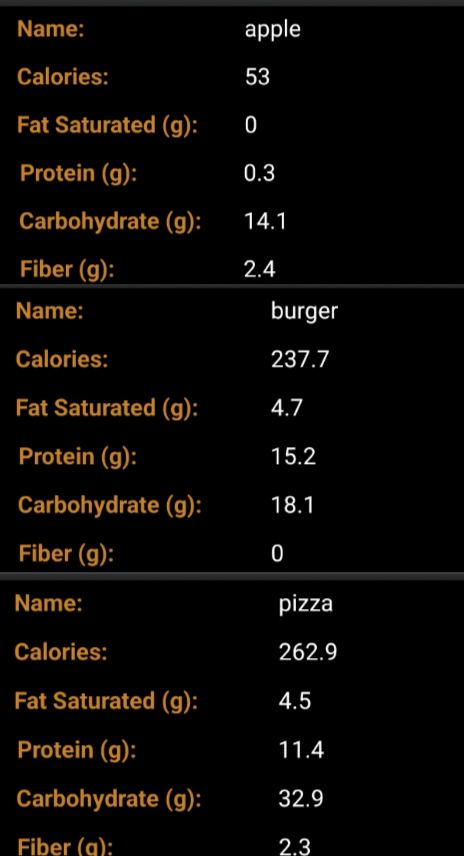 Name: apple
Calories: 53
Fat Saturated (g): 0
Protein (g): 0.3
Carbohydrate (g): 14.1
Fiber (g): 2.4
Name: burger
Calories: 237.7
Fat Saturated (g): 4.7
Protein (g): 15.2
Carbohydrate (g): 18.1
Fiber (g): 0
Name: pizza
Calories: 262.9
Fat Saturated (g): 4.5
Protein (g): 11.4
Carbohydrate (g): 32.9
Fiber (g): 2.3